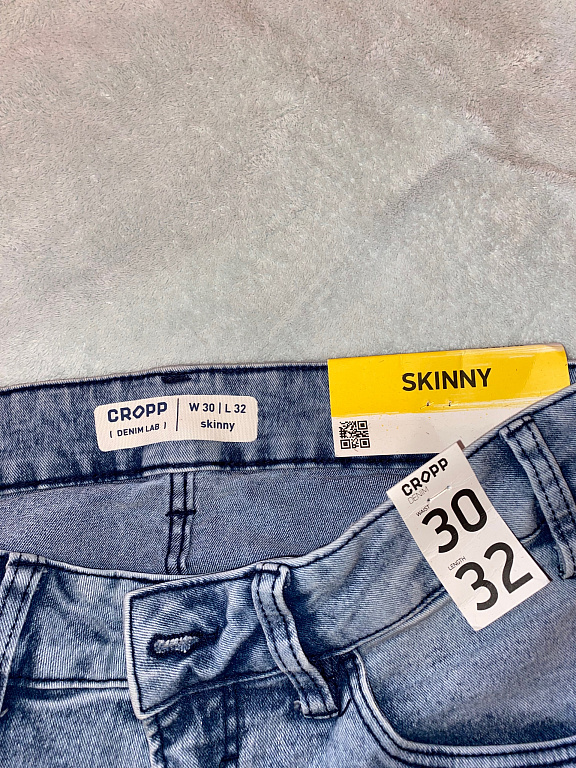 SKINNY
CROPP
[ DENIM LAB ]
W 30 | L 32
skinny
CROPP
DENIM
WAIST
30
LENGTH
32